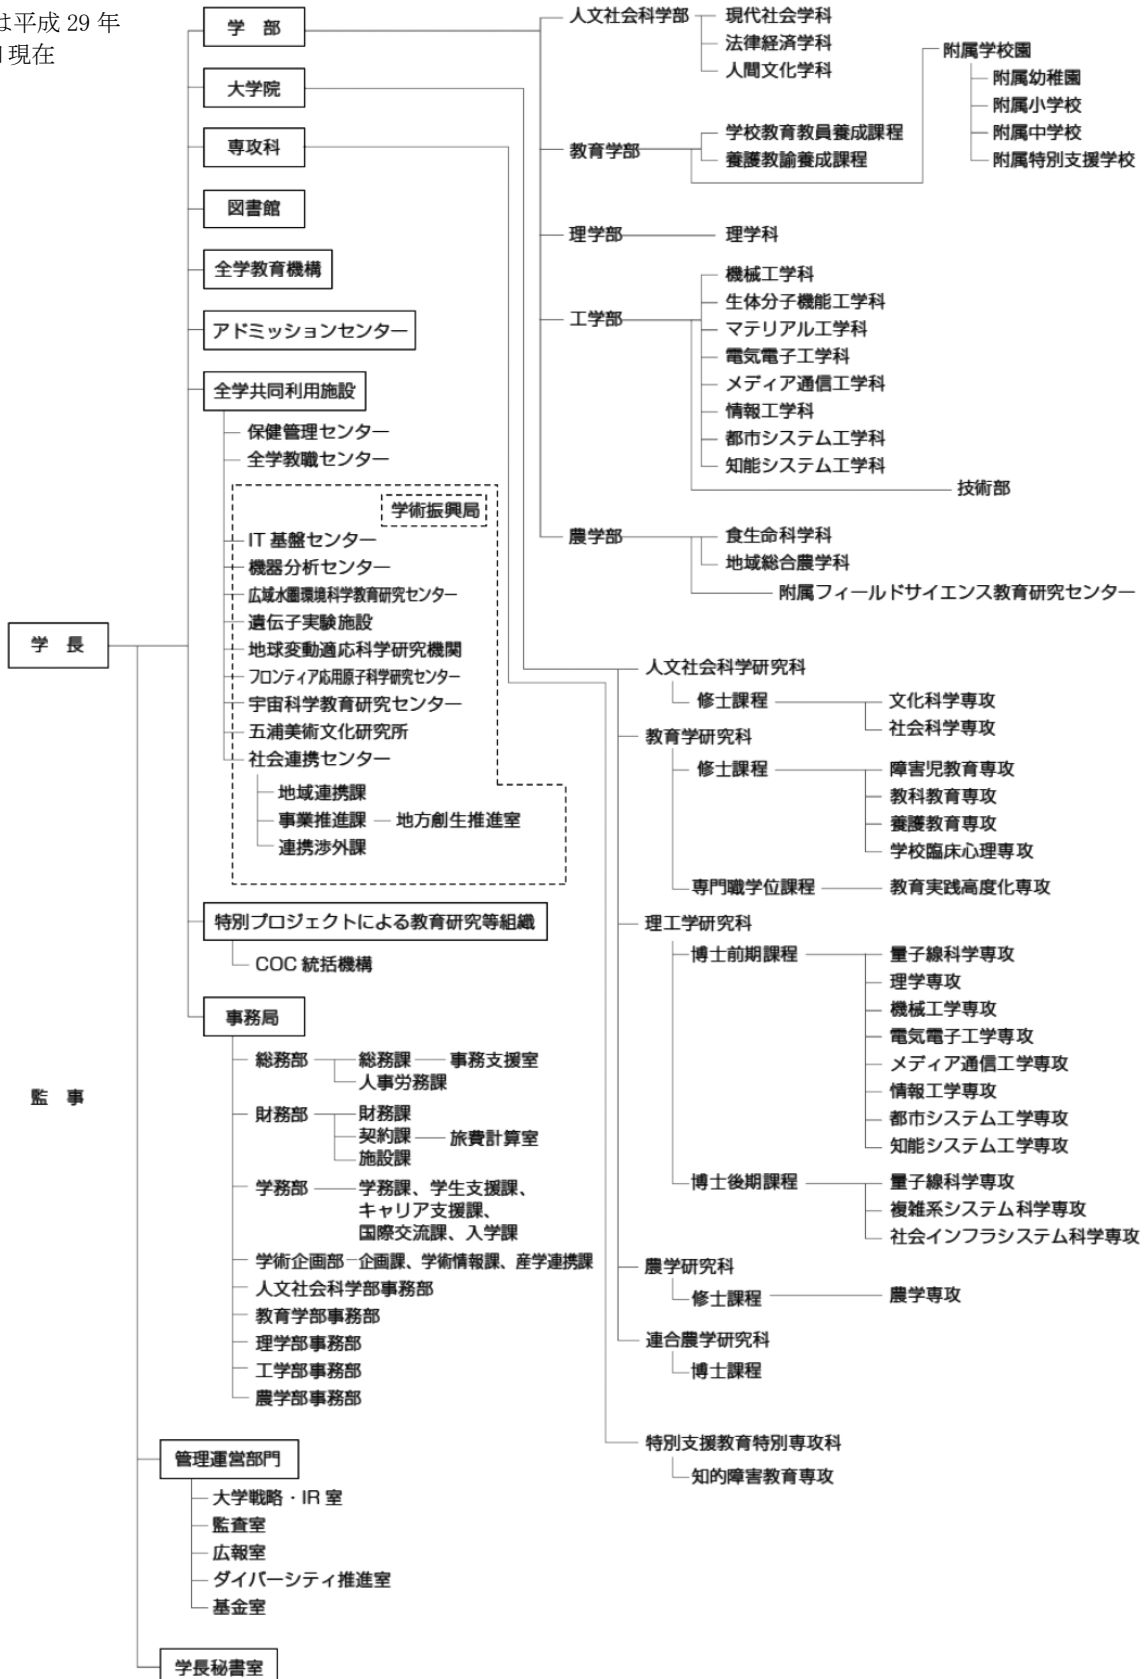 は平成 29 年
現在
学 部
大学院
専攻科
図書館
全学教育機構
アドミッションセンター
全学共同利用施設
保健管理センター
全学教職センター
学術振興局
IT 基盤センター
機器分析センター
広域水圏環境科学教育研究センター
遺伝子実験施設
地球変動適応科学研究機関
フロンティア応用原子科学研究センター
宇宙科学教育研究センター
五浦美術文化研究所
社会連携センター
地域連携課
事業推進課
地方創生推進室
連携渉外課
学 長
特別プロジェクトによる教育研究等組織
COC 統括機構
事務局
総務部
総務課
事務支援室
人事労務課
財務部
財務課
契約課
旅費計算室
施設課
学務部
学務課、学生支援課、
キャリア支援課、
国際交流課、入学課
学術企画部
企画課、学術情報課、産学連携課
人文社会科学部事務部
教育学部事務部
理学部事務部
工学部事務部
農学部事務部
監 事
管理運営部門
大学戦略・IR 室
監査室
広報室
ダイバーシティ推進室
基金室
学長秘書室
人文社会科学部
現代社会学科
法律経済学科
人間文化学科
教育学部
学校教育教員養成課程
養護教諭養成課程
附属学校園
附属幼稚園
附属小学校
附属中学校
附属特別支援学校
理学部
理学科
工学部
機械工学科
生体分子機能工学科
マテリアル工学科
電気電子工学科
メディア通信工学科
情報工学科
都市システム工学科
知能システム工学科
技術部
農学部
食生命科学科
地域総合農学科
附属フィールドサイエンス教育研究センター
人文社会科学研究科
修士課程
文化科学専攻
社会科学専攻
教育学研究科
修士課程
障害児教育専攻
教科教育専攻
養護教育専攻
学校臨床心理専攻
専門職学位課程
教育実践高度化専攻
理工学研究科
博士前期課程
量子線科学専攻
理学専攻
機械工学専攻
電気電子工学専攻
メディア通信工学専攻
情報工学専攻
都市システム工学専攻
知能システム工学専攻
博士後期課程
量子線科学専攻
複雑系システム科学専攻
社会インフラシステム科学専攻
農学研究科
修士課程
農学専攻
連合農学研究科
博士課程
特別支援教育特別専攻科
知的障害教育専攻